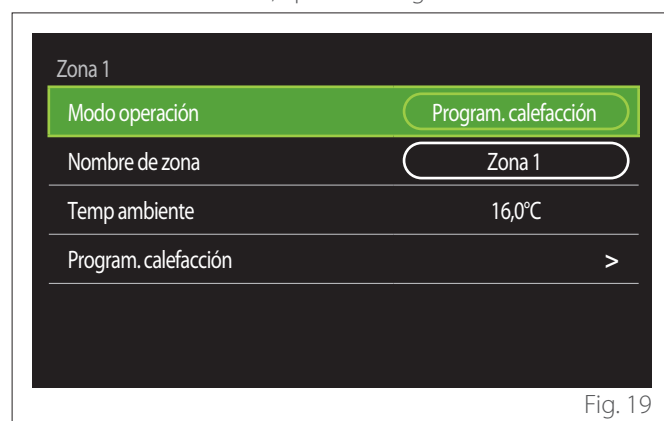 Zona 1
Modo operación Program. calefacción
Nombre de zona Zona 1
Temp ambiente 16,0°C
Program. calefacción >
Fig. 19